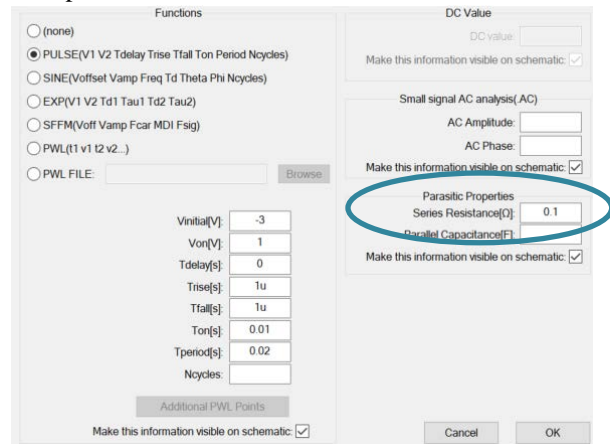 Functions
(none)
PULSE(V1 V2 Tdelay Trise Tfall Ton Period Ncycles)
SINE(Voffset Vamp Freq Td Theta Phi Ncycles)
EXP(V1 V2 Td1 Tau1 Td2 Tau2)
SFFM(Voff Vamp Fcar MDI Fsig)
PWL(t1 v1 t2 v2...)
PWL FILE: Browse
Vinitial[V]: -3
Von[V]: 1
Tdelay[s]: 0
Trise[s]: 1u
Tfall[s]: 1u
Ton[s]: 0.01
Tperiod[s]: 0.02
Ncycles:
Additional PWL Points
Make this information visible on schematic:
DC Value
DC value:
Make this information visible on schematic:
Small signal AC analysis(.AC)
AC Amplitude:
AC Phase:
Make this information visible on schematic:
Parasitic Properties
Series Resistance[Ω]: 0.1
Parallel Capacitance[F]:
Make this information visible on schematic:
Cancel OK